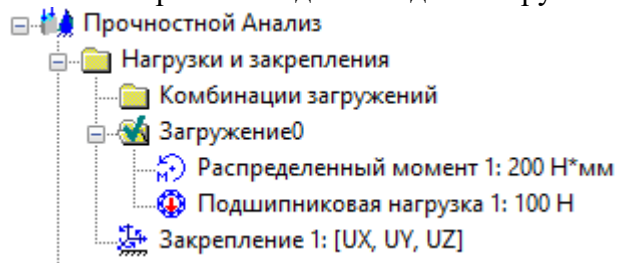 Прочностной Анализ
Нагрузки и закрепления
Комбинации загружений
Загружение0
Распределенный момент 1: 200 Н*мм
Подшипниковая нагрузка 1: 100 Н
Закрепление 1: [UX, UY, UZ]